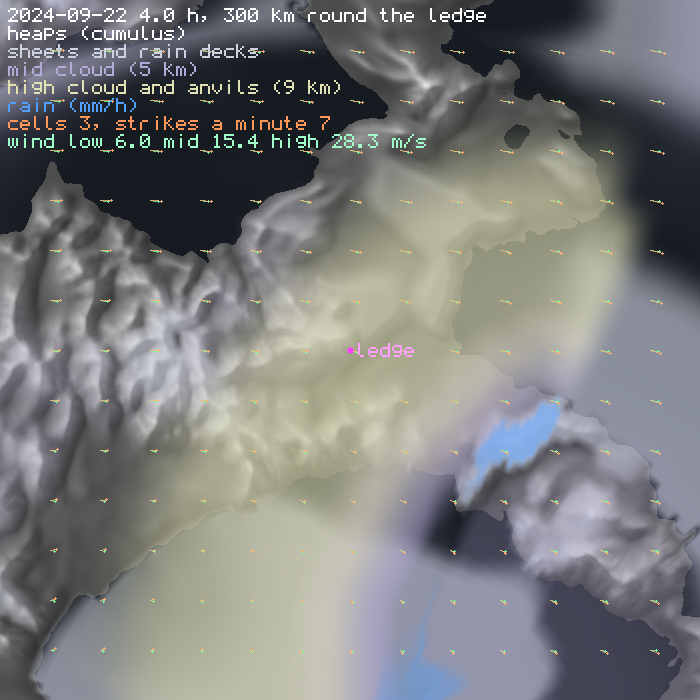 2024-09-22 4.0 h, 300 km round the ledge
heaPs (cumulus)
sheets and rain decks
mid cloud (5 km)
high cloud and anvils (9 km)
rain (mm/h)
cells 3, strikes a minute 7
wind low 6.0 mid 15.4 high 28.3 m/s
ledge